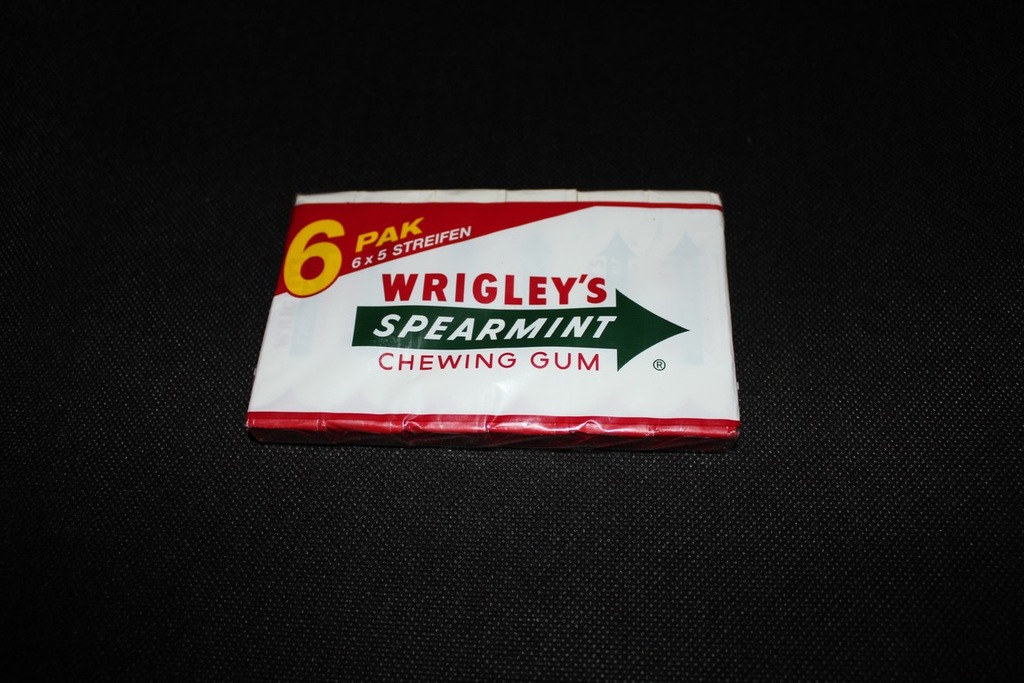 6 PAK
6 x 5 STREIFEN
WRIGLEY'S
SPEARMINT
CHEWING GUM
®